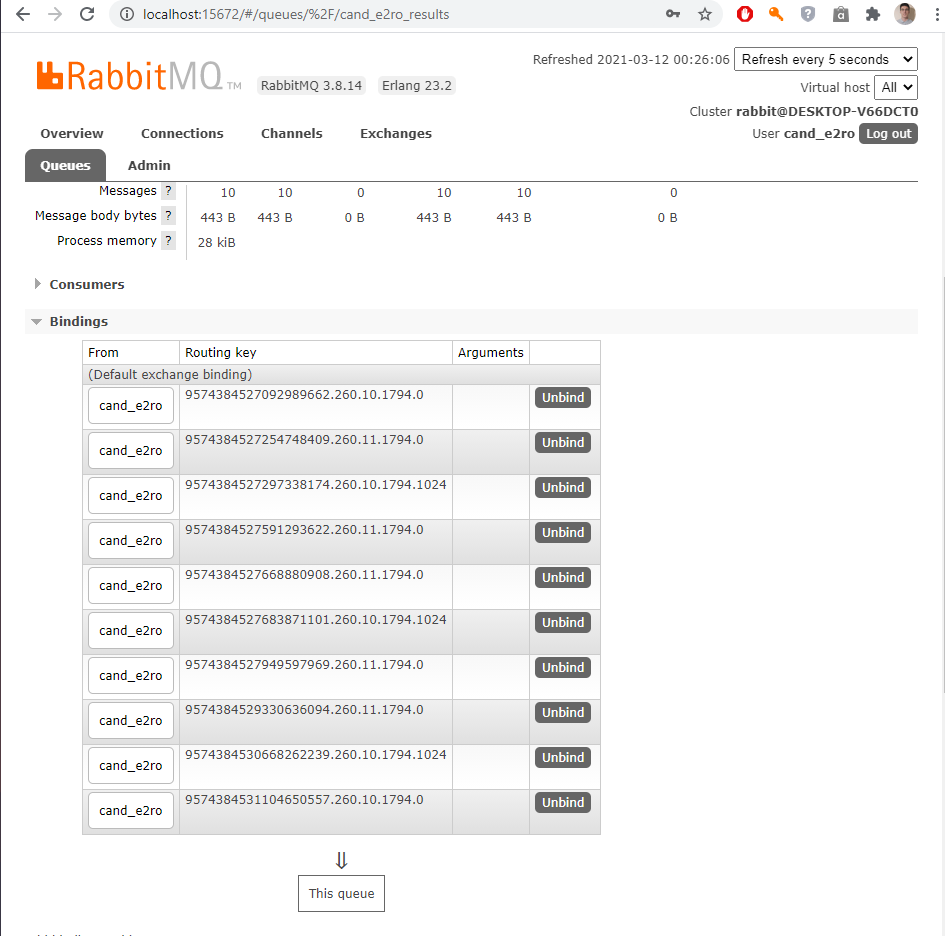 localhost:15672/#/queues/%2F/cand_e2ro_results
RabbitMQ TM RabbitMQ 3.8.14 Erlang 23.2
Refreshed 2021-03-12 00:26:06 Refresh every 5 seconds
Virtual host All
Cluster rabbit@DESKTOP-V66DCT0
User cand_e2ro Log out
Overview Connections Channels Exchanges
Queues Admin
Messages ? 10 10 0 10 10 0
Message body bytes ? 443 B 443 B 0 B 443 B 443 B 0 B
Process memory ? 28 kiB
Consumers
Bindings
From Routing key Arguments
(Default exchange binding)
cand_e2ro 9574384527092989662.260.10.1794.0 Unbind
cand_e2ro 9574384527254748409.260.11.1794.0 Unbind
cand_e2ro 9574384527297338174.260.10.1794.1024 Unbind
cand_e2ro 9574384527591293622.260.11.1794.0 Unbind
cand_e2ro 9574384527668880908.260.11.1794.0 Unbind
cand_e2ro 9574384527683871101.260.10.1794.1024 Unbind
cand_e2ro 9574384527949597969.260.11.1794.0 Unbind
cand_e2ro 9574384529330636094.260.11.1794.0 Unbind
cand_e2ro 9574384530668262239.260.10.1794.1024 Unbind
cand_e2ro 9574384531104650557.260.10.1794.0 Unbind
⇓
This queue